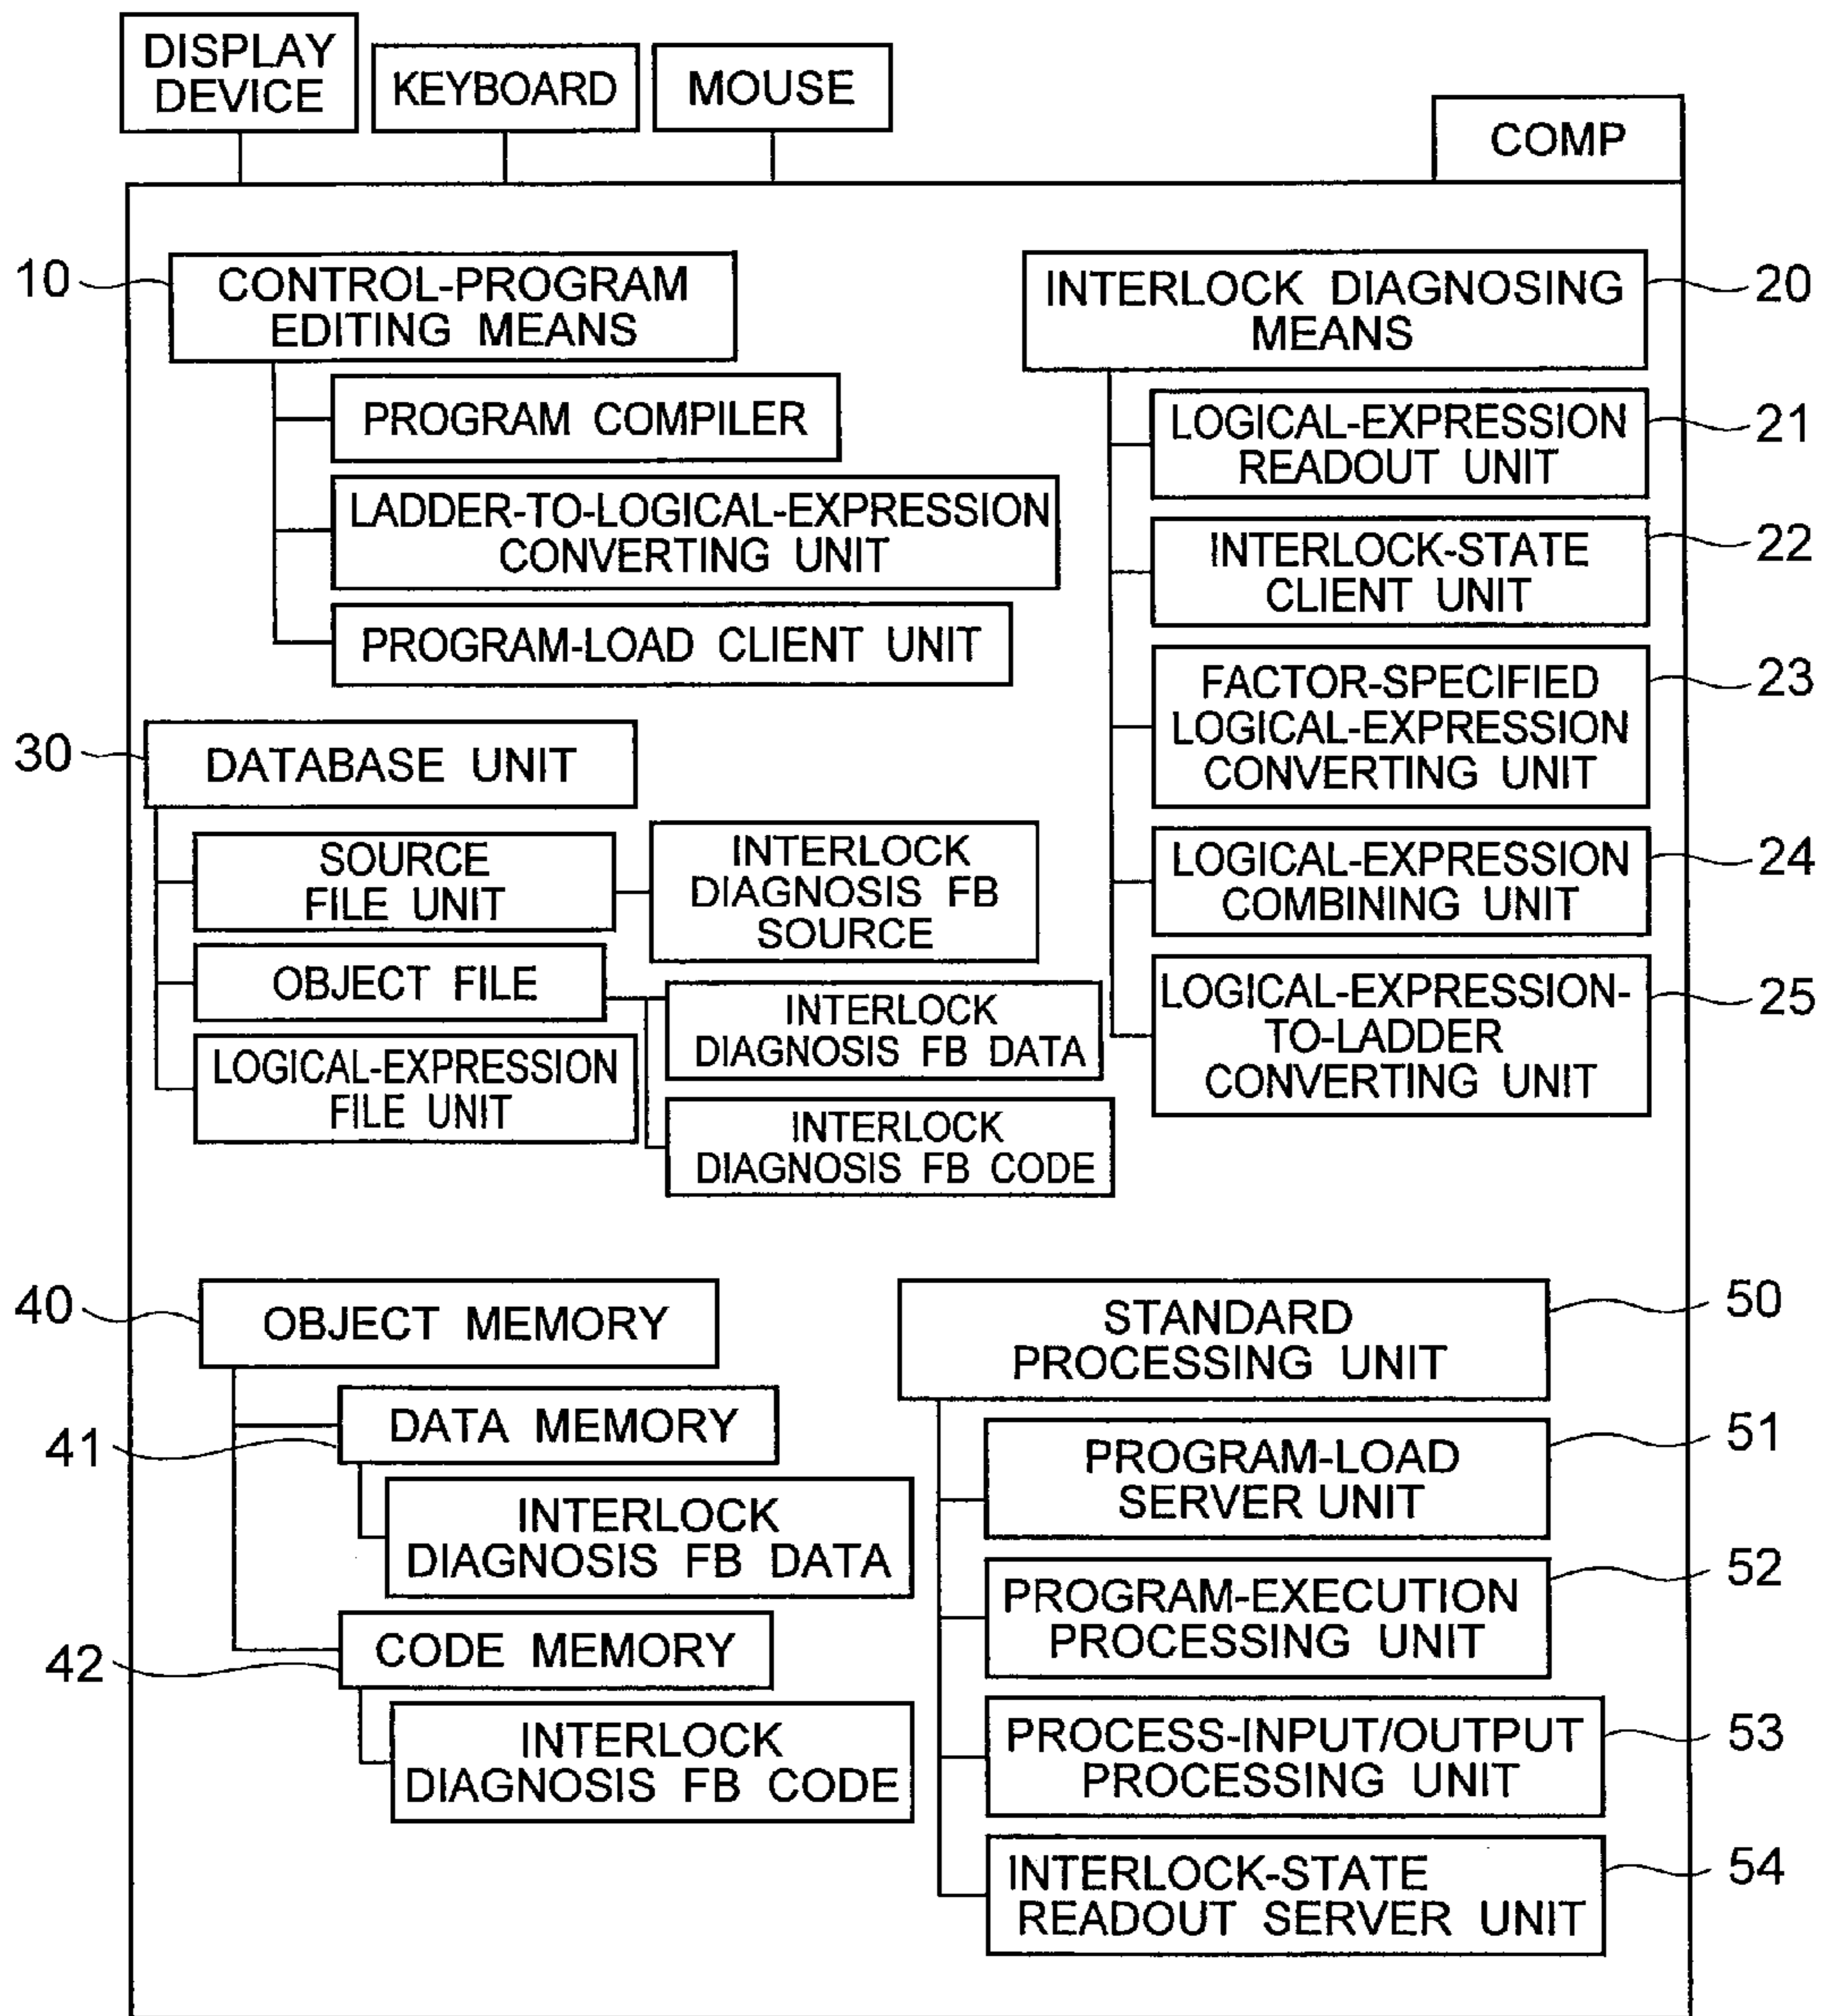 DISPLAY
DEVICE
KEYBOARD
MOUSE
COMP
10
CONTROL-PROGRAM
EDITING MEANS
PROGRAM COMPILER
LADDER-TO-LOGICAL-EXPRESSION
CONVERTING UNIT
PROGRAM-LOAD CLIENT UNIT
INTERLOCK DIAGNOSING
MEANS
20
LOGICAL-EXPRESSION
READOUT UNIT
21
INTERLOCK-STATE
CLIENT UNIT
22
FACTOR-SPECIFIED
LOGICAL-EXPRESSION
CONVERTING UNIT
23
LOGICAL-EXPRESSION
COMBINING UNIT
24
LOGICAL-EXPRESSION-
TO-LADDER
CONVERTING UNIT
25
30
DATABASE UNIT
SOURCE
FILE UNIT
INTERLOCK
DIAGNOSIS FB
SOURCE
OBJECT FILE
INTERLOCK
DIAGNOSIS FB DATA
INTERLOCK
DIAGNOSIS FB CODE
LOGICAL-EXPRESSION
FILE UNIT
40
OBJECT MEMORY
41
DATA MEMORY
INTERLOCK
DIAGNOSIS FB DATA
42
CODE MEMORY
INTERLOCK
DIAGNOSIS FB CODE
STANDARD
PROCESSING UNIT
50
PROGRAM-LOAD
SERVER UNIT
51
PROGRAM-EXECUTION
PROCESSING UNIT
52
PROCESS-INPUT/OUTPUT
PROCESSING UNIT
53
INTERLOCK-STATE
READOUT SERVER UNIT
54